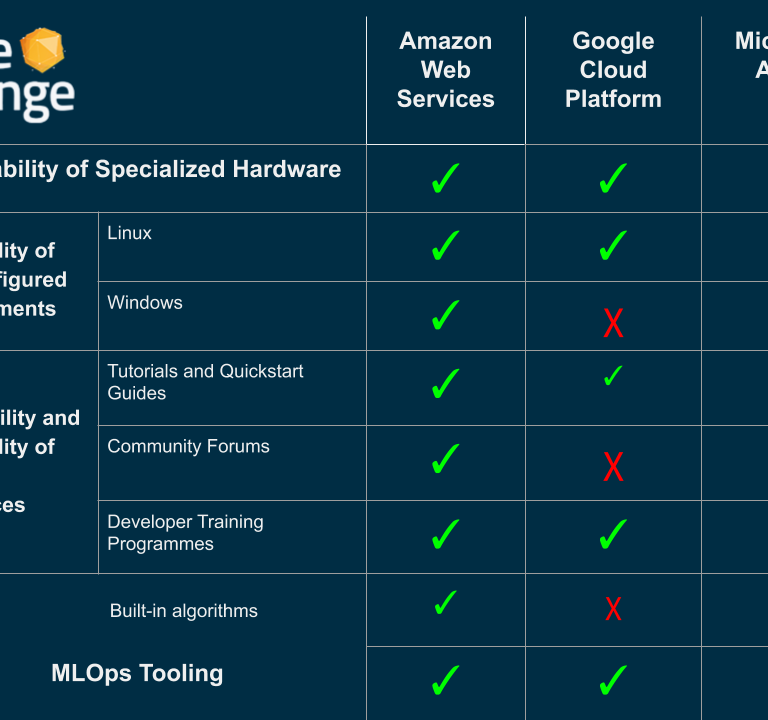 e
nge
Amazon
Web
Services
Google
Cloud
Platform
Mic
A
ability of Specialized Hardware
✓ ✓
lity of
figured
ments
Linux
✓ ✓
Windows
✓ X
ility and
lity of
ces
Tutorials and Quickstart
Guides
✓ ✓
Community Forums
✓ X
Developer Training
Programmes
✓ ✓
Built-in algorithms
✓ X
MLOps Tooling
✓ ✓